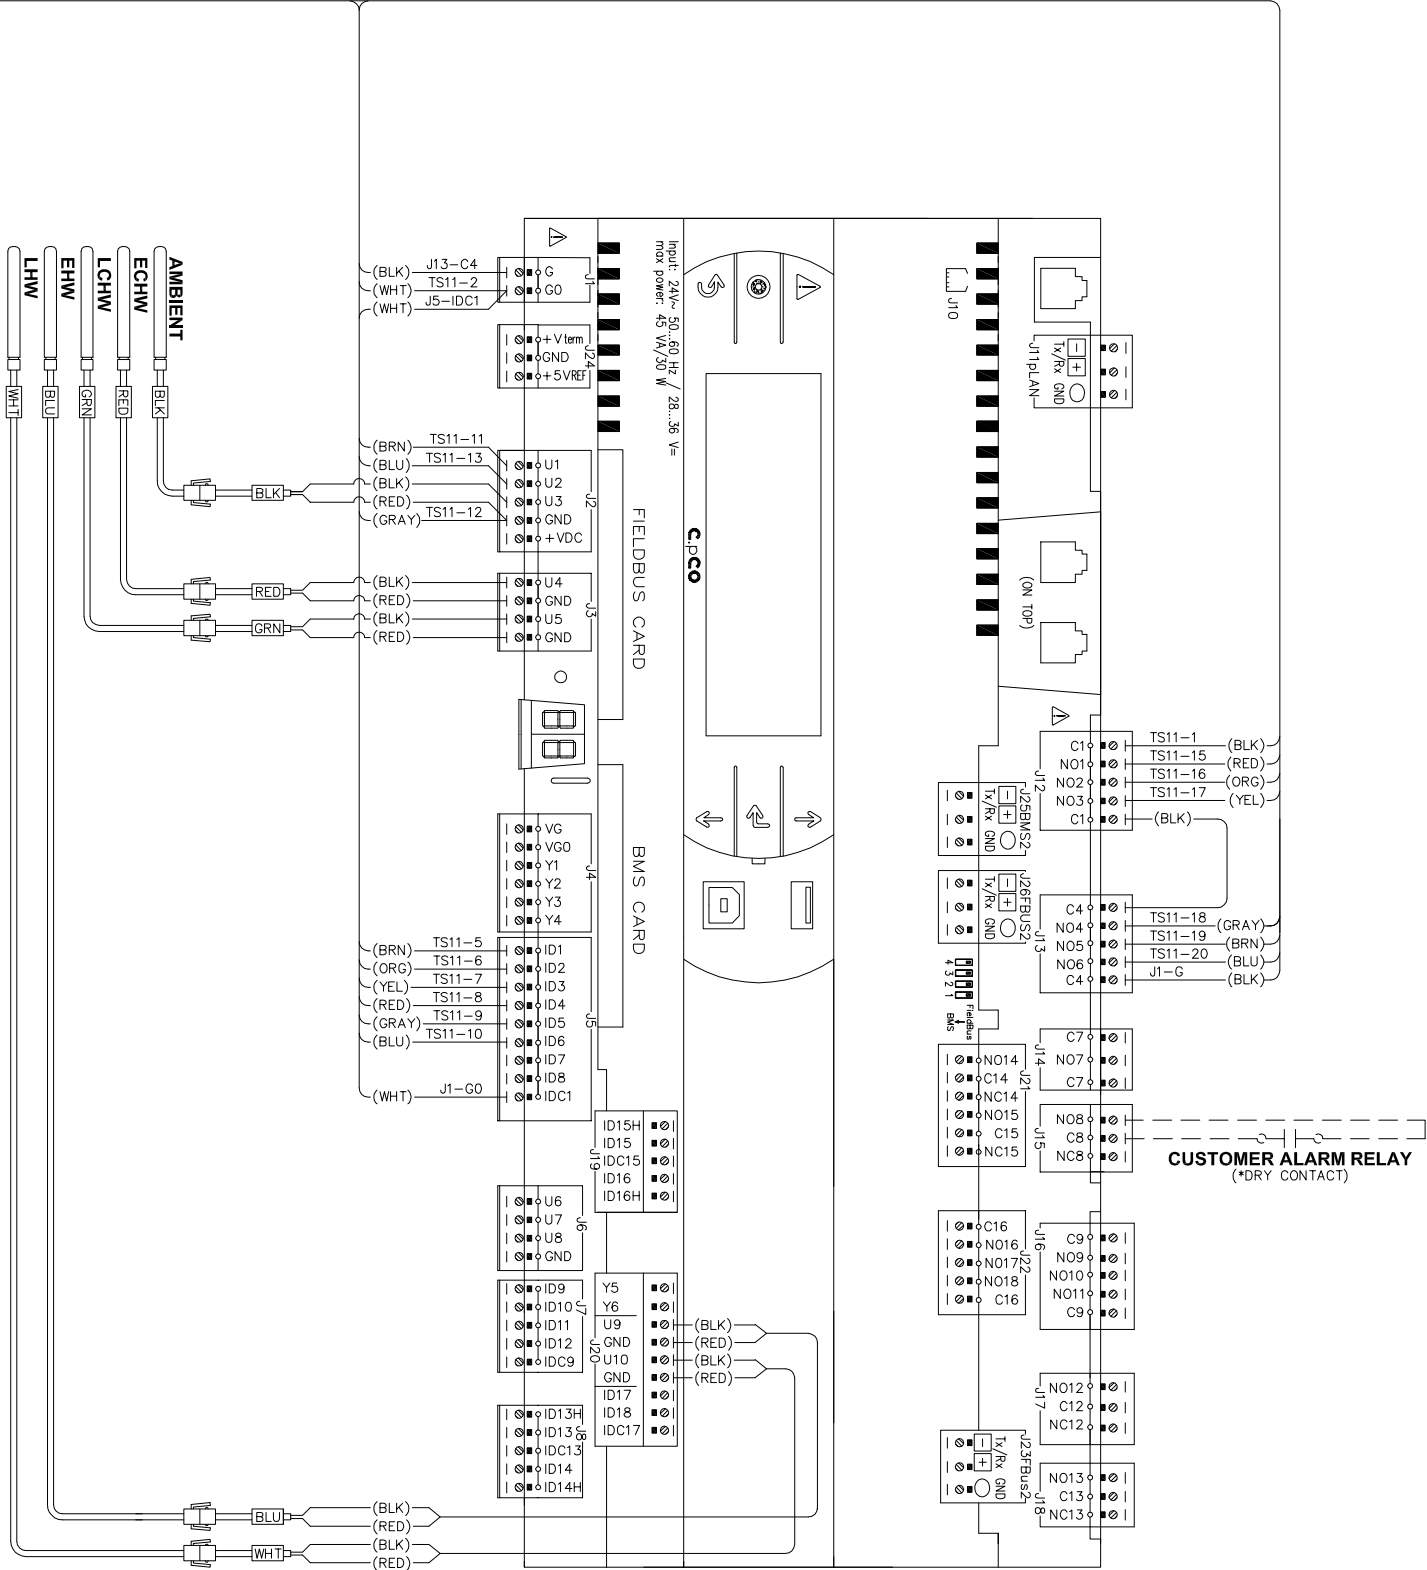 AMBIENT
ECHW
LCHW
EHW
LHW
BLK
RED
GRN
BLU
WHT
BLK
RED
GRN
BLU
WHT
(BLK) J13-C4
(WHT) TS11-2
(WHT) J5-IDC1
G
G0
J1
+Vterm
GND
+5VREF
J24
(BRN) TS11-11
(BLU) TS11-13
(BLK)
(RED)
(GRAY) TS11-12
U1
U2
U3
GND
+VDC
J2
(BLK)
(RED)
(BLK)
(RED)
U4
GND
U5
GND
J3
VG
VG0
Y1
Y2
Y3
Y4
J4
(BRN) TS11-5
(ORG) TS11-6
(YEL) TS11-7
(RED) TS11-8
(GRAY) TS11-9
(BLU) TS11-10
(WHT) J1-G0
ID1
ID2
ID3
ID4
ID5
ID6
ID7
ID8
IDC1
J5
U6
U7
U8
GND
J6
ID9
ID10
ID11
ID12
IDC9
J7
ID13H
ID13
IDC13
ID14
ID14H
J8
(BLK)
(RED)
(BLK)
(RED)
Input: 24V~ 50...60 Hz / 28...36 V=
max power: 45 VA/30 W
FIELDBUS CARD
BMS CARD
c.pCO
ID15H
ID15
IDC15
ID16
ID16H
J19
Y5
Y6
U9
GND
U10
GND
ID17
ID18
IDC17
J20
(BLK)
(RED)
(BLK)
(RED)
J10
J11pLAN
Tx/Rx GND
− +
(ON TOP)
J25BMS2
Tx/Rx GND
− +
J26FBUS2
Tx/Rx GND
− +
4 3 2 1
FieldBus
BMS
NO14
C14
NC14
NO15
C15
NC15
J21
C16
NO16
NO17
NO18
C16
J22
J23FBus2
Tx/Rx GND
− +
C1
NO1
NO2
NO3
C1
J12
TS11-1 (BLK)
TS11-15 (RED)
TS11-16 (ORG)
TS11-17 (YEL)
(BLK)
C4
NO4
NO5
NO6
C4
J13
TS11-18 (GRAY)
TS11-19 (BRN)
TS11-20 (BLU)
J1-G (BLK)
C7
NO7
C7
J14
NO8
C8
NC8
J15
CUSTOMER ALARM RELAY
(*DRY CONTACT)
C9
NO9
NO10
NO11
C9
J16
NO12
C12
NC12
J17
NO13
C13
NC13
J18